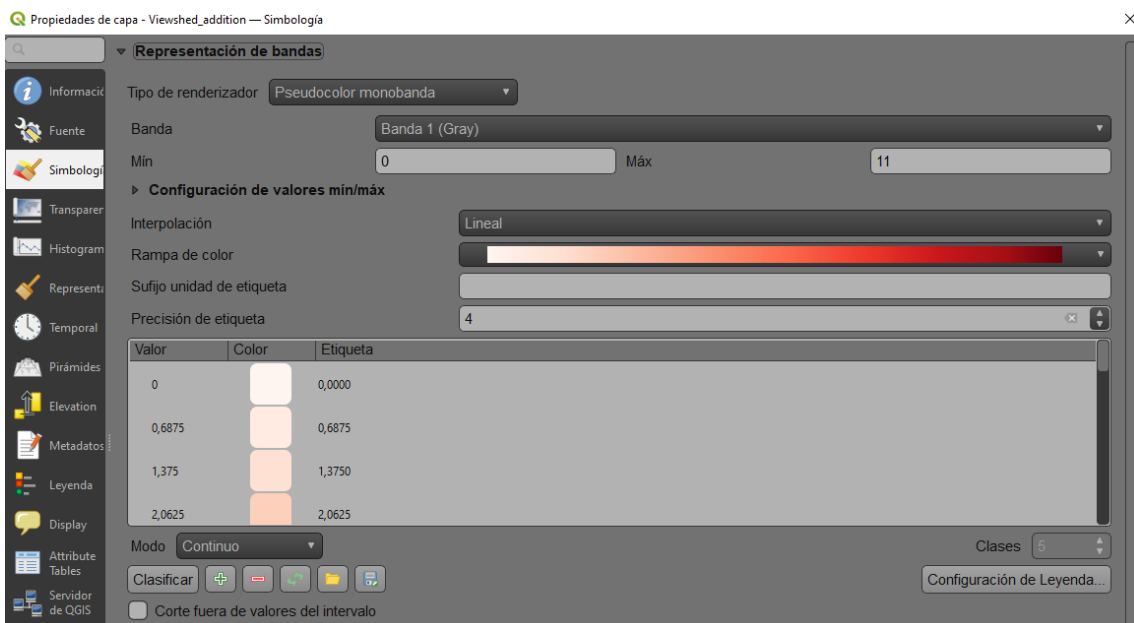 Propiedades de capa - Viewshed_addition — Simbología
Representación de bandas
Informació
Tipo de renderizador Pseudocolor monobanda
Fuente
Banda Banda 1 (Gray)
Simbologí
Mín 0 Máx 11
Configuración de valores mín/máx
Transparer
Interpolación Lineal
Histogram
Rampa de color
Representa
Sufijo unidad de etiqueta
Temporal
Precisión de etiqueta 4
Valor Color Etiqueta
Pirámides
0 0,0000
Elevation
0,6875 0,6875
Metadatos
1,375 1,3750
Leyenda
2,0625 2,0625
Display
Modo Continuo Clases 5
Attribute
Tables
Clasificar Configuración de Leyenda...
Servidor
de QGIS
Corte fuera de valores del intervalo